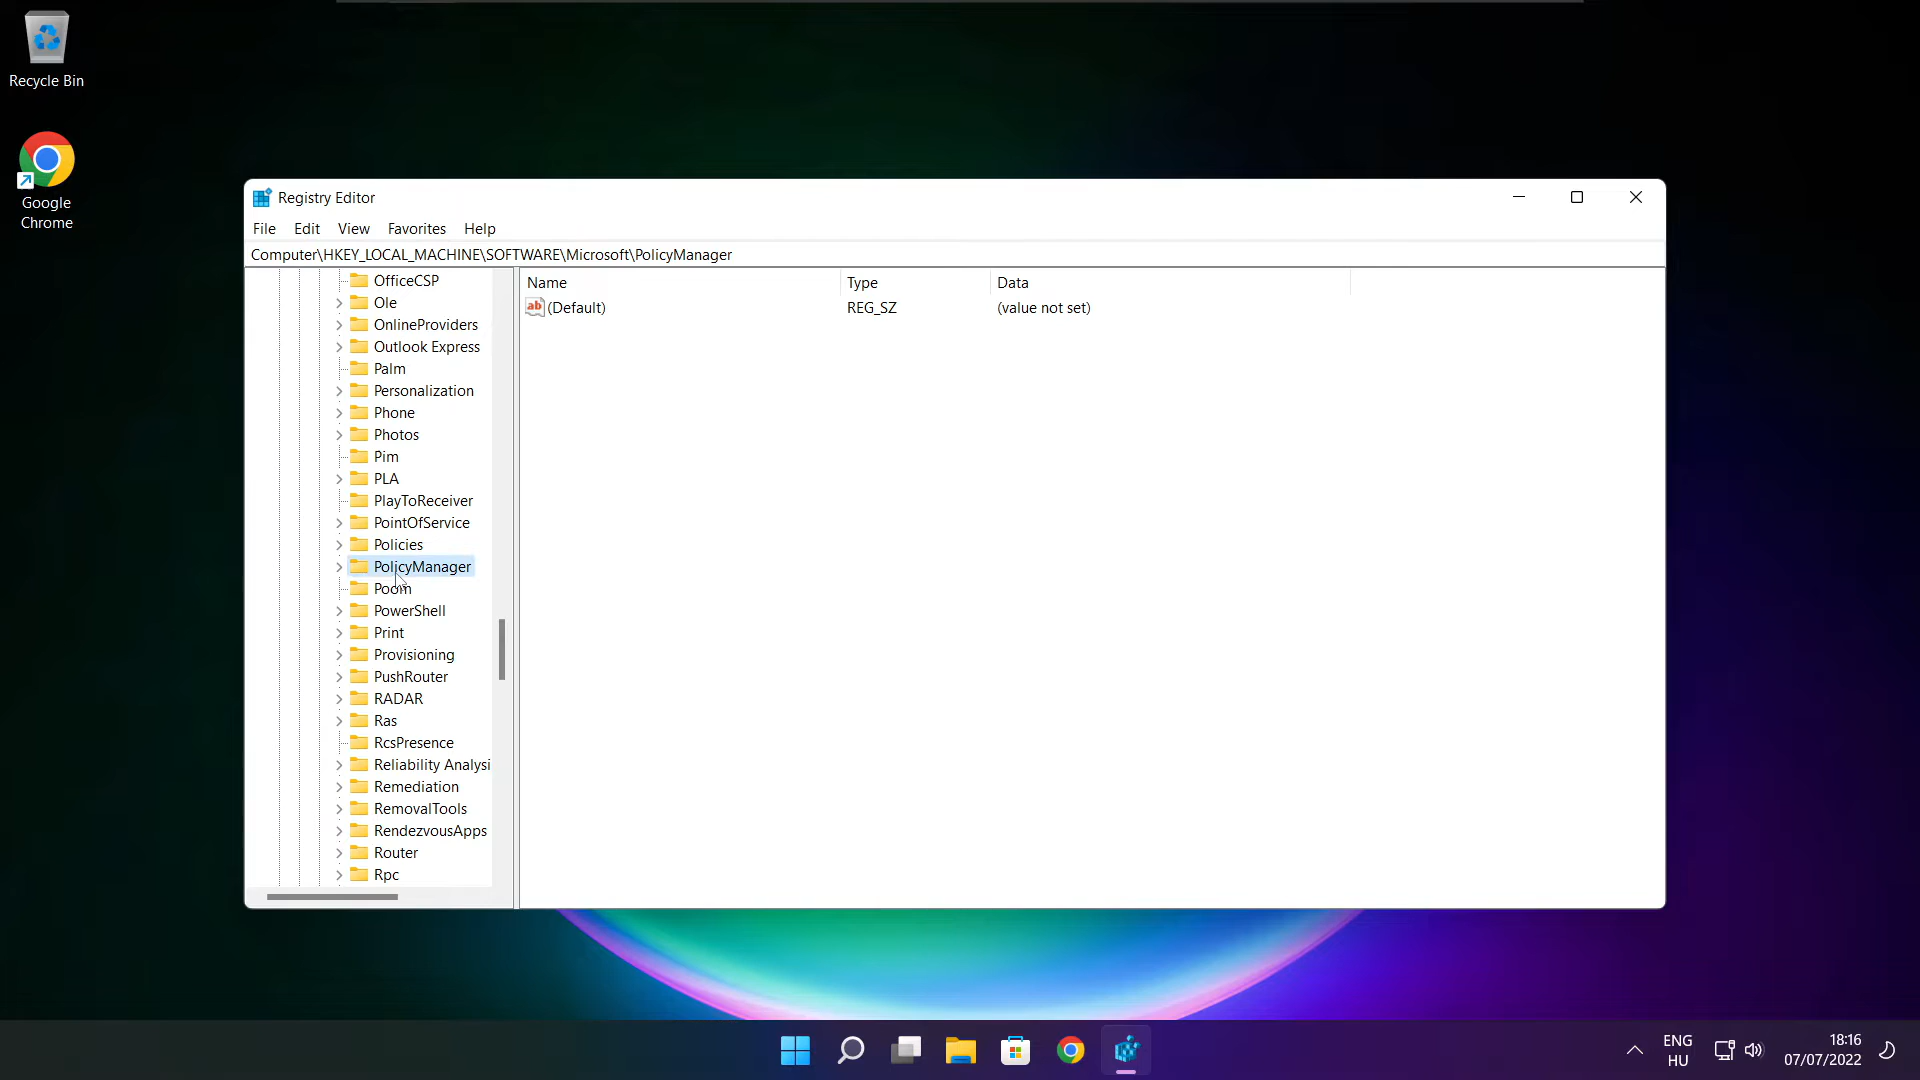 Recycle Bin
Google
Chrome
Registry Editor
File Edit View Favorites Help
Computer\HKEY_LOCAL_MACHINE\SOFTWARE\Microsoft\PolicyManager
Name Type Data
ab (Default) REG_SZ (value not set)
OfficeCSP
Ole
OnlineProviders
Outlook Express
Palm
Personalization
Phone
Photos
Pim
PLA
PlayToReceiver
PointOfService
Policies
PolicyManager
Poom
PowerShell
Print
Provisioning
PushRouter
RADAR
Ras
RcsPresence
Reliability Analysi
Remediation
RemovalTools
RendezvousApps
Router
Rpc
ENG
HU
18:16
07/07/2022